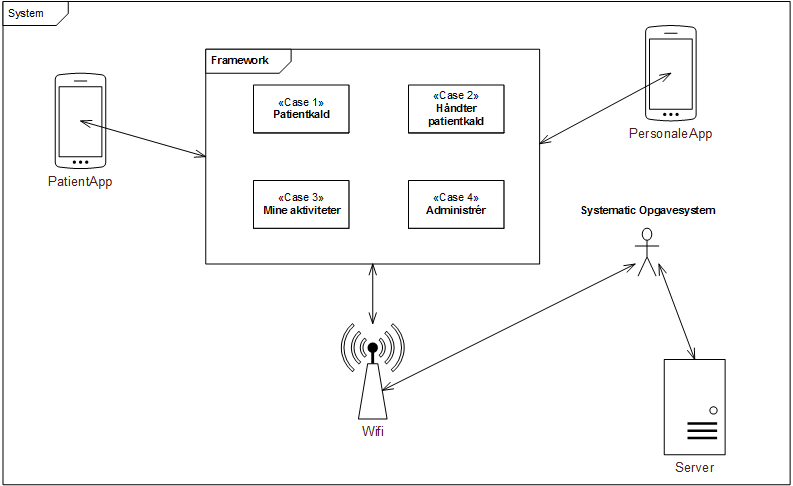 System
Framework
«Case 1»
Patientkald
«Case 2»
Håndter
patientkald
PersonaleApp
PatientApp
«Case 3»
Mine aktiviteter
«Case 4»
Administrér
Systematic Opgavesystem
Wifi
Server